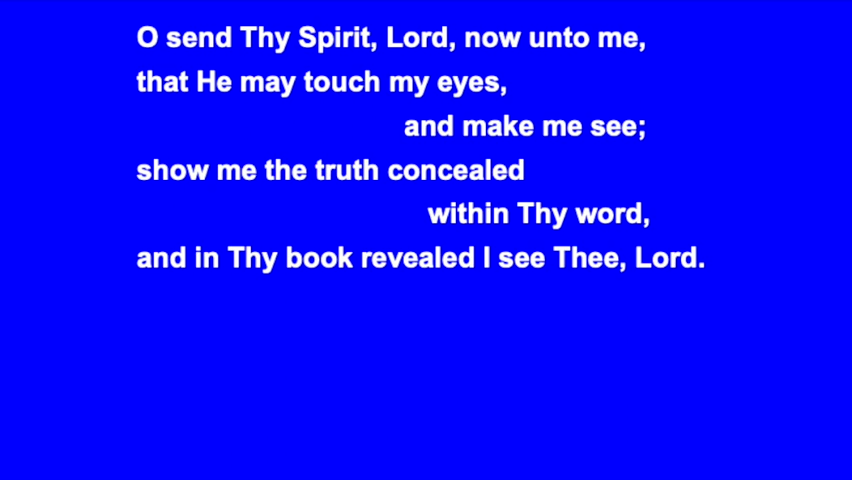 O send Thy Spirit, Lord, now unto me,
that He may touch my eyes,
and make me see;
show me the truth concealed
within Thy word,
and in Thy book revealed I see Thee, Lord.